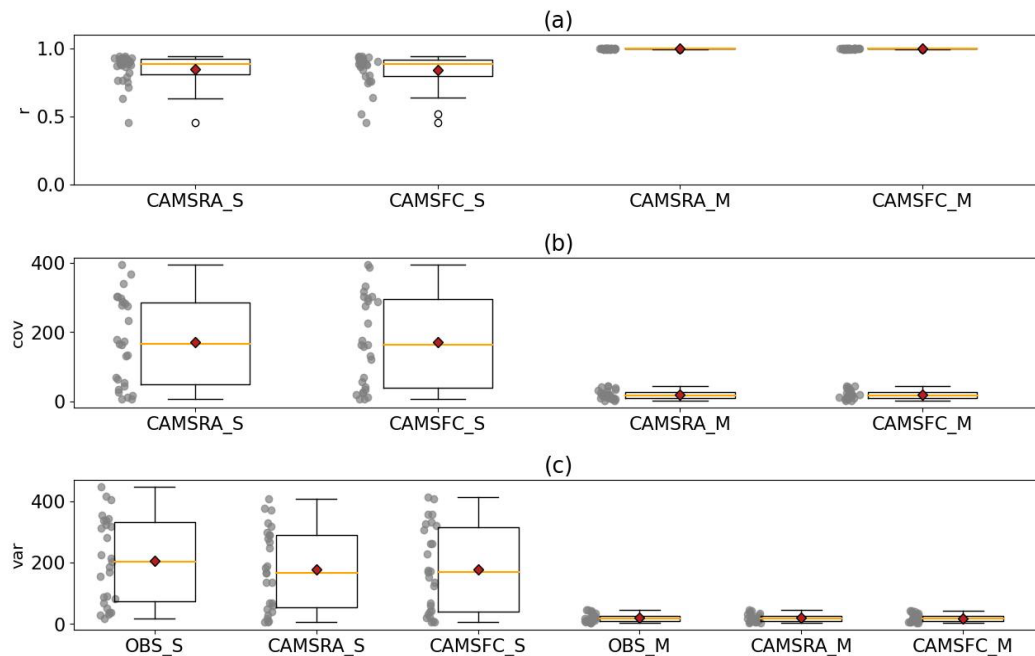 (a)
1.0
0.5
0.0
r
CAMSRA_S CAMSFC_S CAMSRA_M CAMSFC_M
(b)
400
200
0
cov
CAMSRA_S CAMSFC_S CAMSRA_M CAMSFC_M
(c)
400
200
0
var
OBS_S CAMSRA_S CAMSFC_S OBS_M CAMSRA_M CAMSFC_M